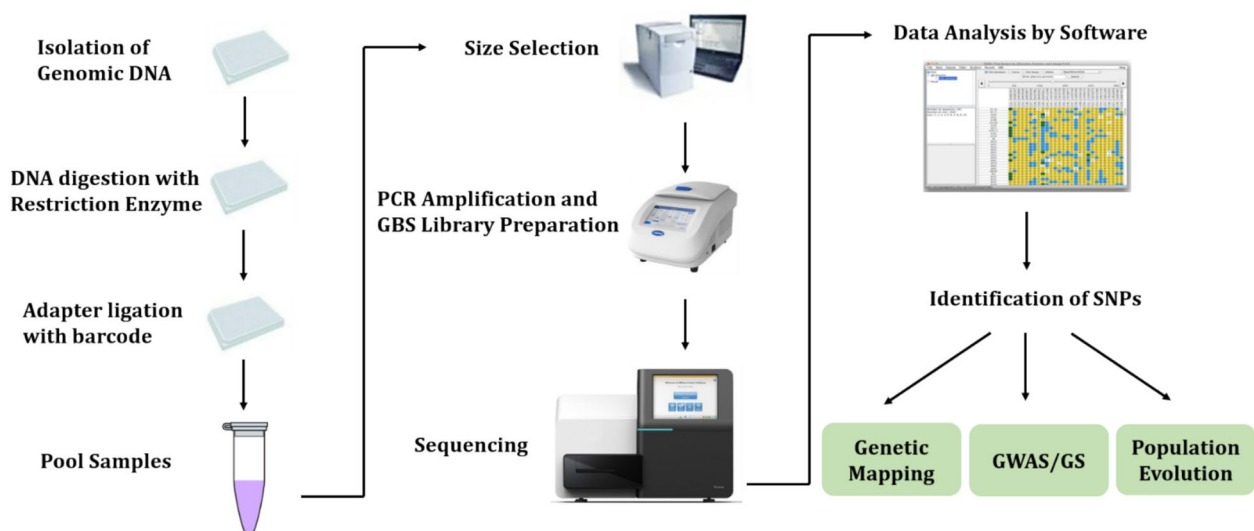 Isolation of
Genomic DNA
DNA digestion with
Restriction Enzyme
Adapter ligation
with barcode
Pool Samples
Size Selection
PCR Amplification and
GBS Library Preparation
Sequencing
Data Analysis by Software
Identification of SNPs
Genetic
Mapping
GWAS/GS
Population
Evolution